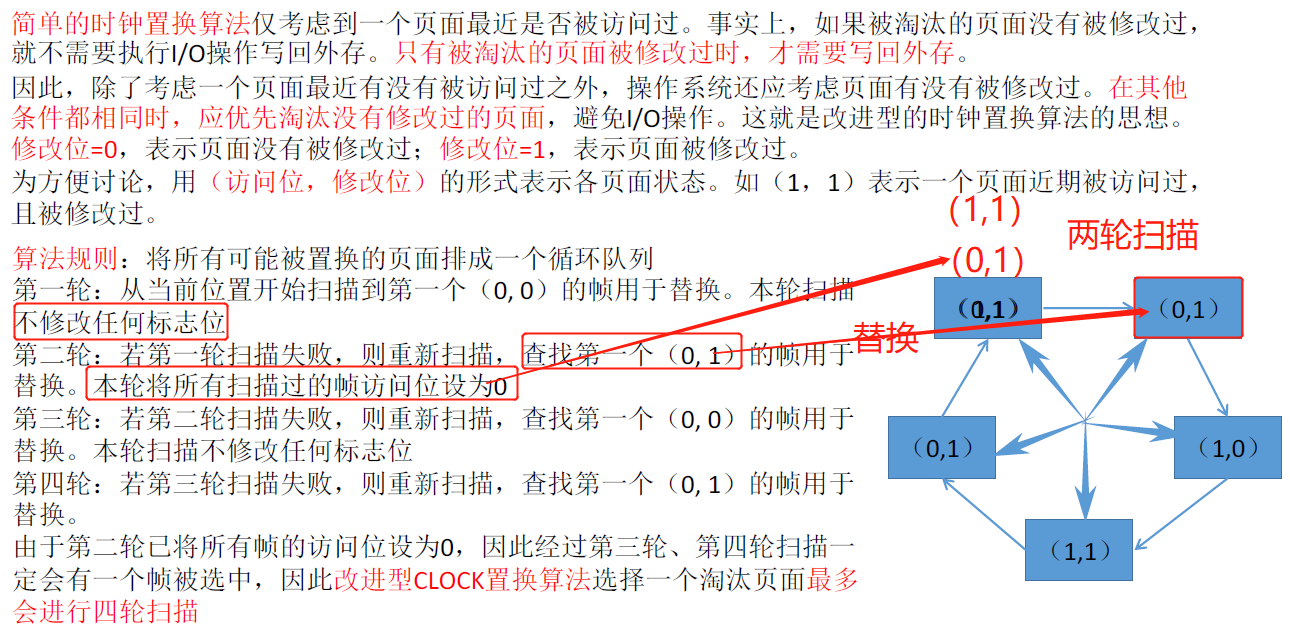 简单的时钟置换算法仅考虑到一个页面最近是否被访问过。事实上，如果被淘汰的页面没有被修改过，
就不需要执行I/O操作写回外存。只有被淘汰的页面被修改过时，才需要写回外存。
因此，除了考虑一个页面最近有没有被访问过之外，操作系统还应考虑页面有没有被修改过。在其他
条件都相同时，应优先淘汰没有修改过的页面，避免I/O操作。这就是改进型的时钟置换算法的思想。
修改位=0，表示页面没有被修改过；修改位=1，表示页面被修改过。
为方便讨论，用（访问位，修改位）的形式表示各页面状态。如（1，1）表示一个页面近期被访问过，
且被修改过。
算法规则：将所有可能被置换的页面排成一个循环队列
第一轮：从当前位置开始扫描到第一个（0, 0）的帧用于替换。本轮扫描
不修改任何标志位
第二轮：若第一轮扫描失败，则重新扫描，查找第一个（0, 1）的帧用于
替换。本轮将所有扫描过的帧访问位设为0
第三轮：若第二轮扫描失败，则重新扫描，查找第一个（0, 0）的帧用于
替换。本轮扫描不修改任何标志位
第四轮：若第三轮扫描失败，则重新扫描，查找第一个（0, 1）的帧用于
替换。
由于第二轮已将所有帧的访问位设为0，因此经过第三轮、第四轮扫描一
定会有一个帧被选中，因此改进型CLOCK置换算法选择一个淘汰页面最多
会进行四轮扫描
(1,1)
(0,1)
两轮扫描
（0,1）
替换
（0,1）
（1,0）
（1,1）